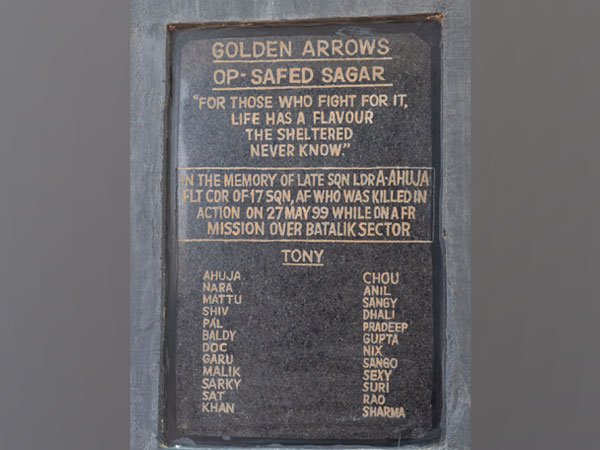 GOLDEN ARROWS
OP-SAFED SAGAR
"FOR THOSE WHO FIGHT FOR IT,
LIFE HAS A FLAVOUR
THE SHELTERED
NEVER KNOW."
IN THE MEMORY OF LATE SQN LDR A-AHUJA
FLT CDR OF 17 SQN, AF WHO WAS KILLED IN
ACTION ON 27 MAY 99 WHILE ON A FR
MISSION OVER BATALIK SECTOR
TONY
AHUJA
NARA
MATTU
SHIV
PAL
BALDY
DOC
GARU
MALIK
SARKY
SAT
KHAN
CHOU
ANIL
SANGY
DHALI
PRADEEP
GUPTA
NIX
SANGO
SEXY
SURI
RAO
SHARMA